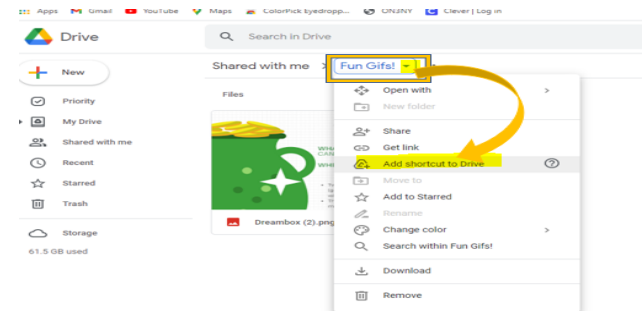 Apps Gmail YouTube Maps ColorPick Eyedropp... ONJNY Clever | Log in
Drive
Search in Drive
New
Priority
My Drive
Shared with me
Recent
Starred
Trash
Storage
61.5 GB used
Shared with me > Fun Gifs!
Files
Dreambox (2).png
Open with
New folder
Share
Get link
Add shortcut to Drive
Move to
Add to Starred
Rename
Change color
Search within Fun Gifs!
Download
Remove